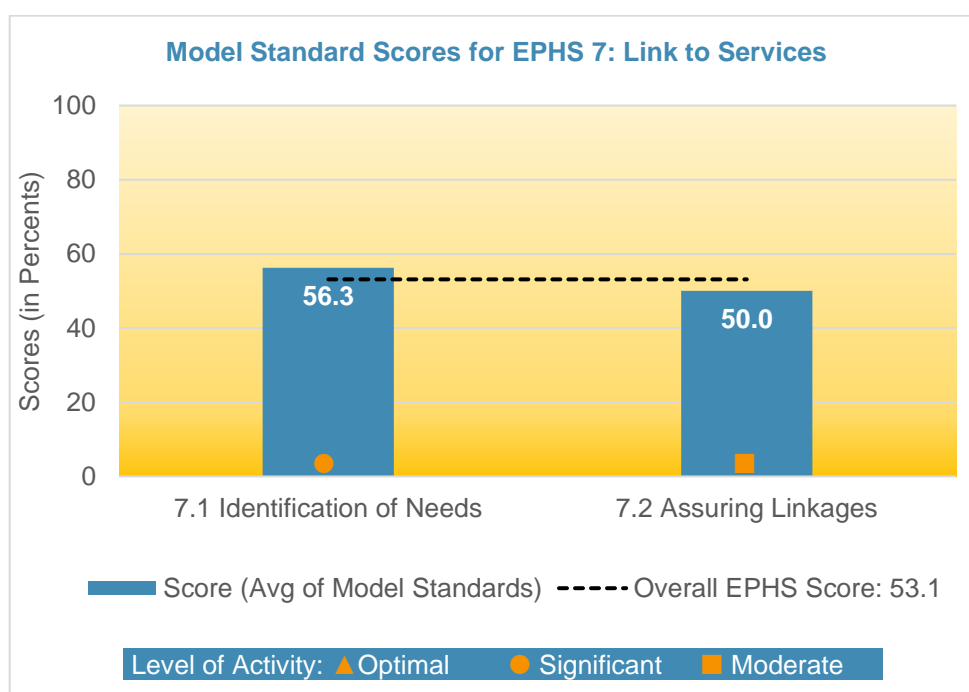 Model Standard Scores for EPHS 7: Link to Services
Scores (in Percents)
100
80
60
40
20
0
56.3
50.0
7.1 Identification of Needs
7.2 Assuring Linkages
Score (Avg of Model Standards)
Overall EPHS Score: 53.1
Level of Activity: Optimal Significant Moderate